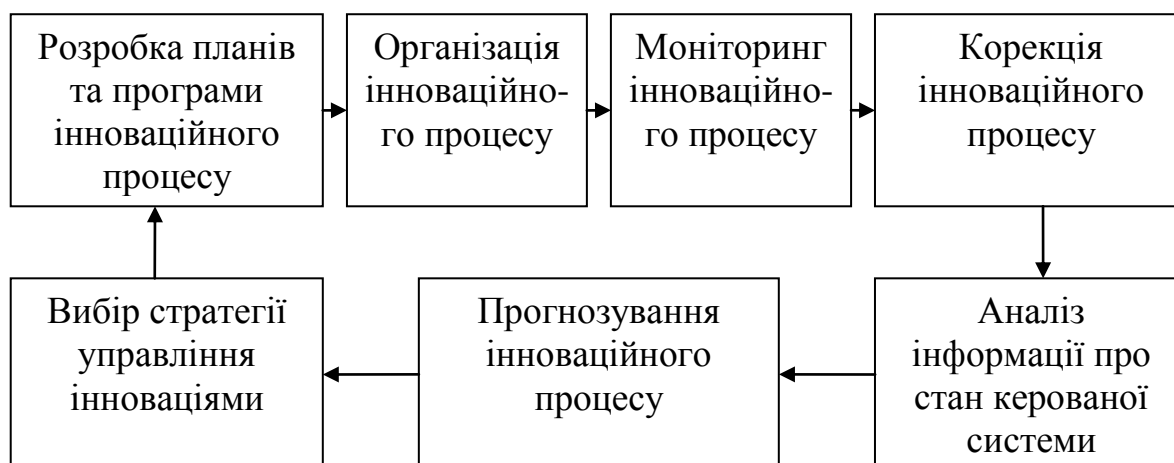 Розробка планів
та програми
інноваційного
процесу
Організація
інноваційно-
го процесу
Моніторинг
інноваційно-
го процесу
Корекція
інноваційного
процесу
Вибір стратегії
управління
інноваціями
Прогнозування
інноваційного
процесу
Аналіз
інформації про
стан керованої
системи